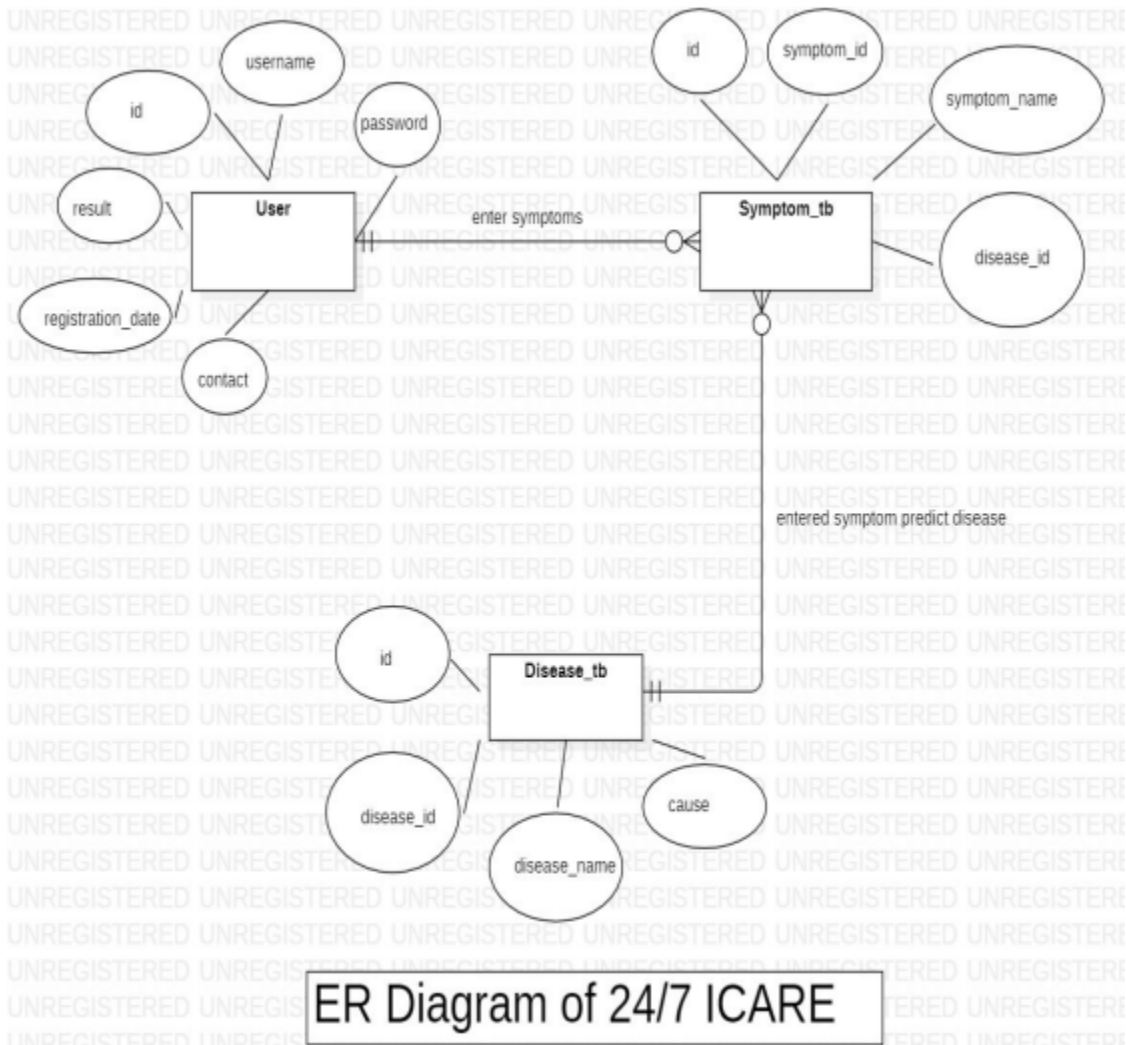 id
symptom_id
username
symptom_name
id
password
result
User
enter symptoms
Symptom_tb
disease_id
registration_date
contact
entered symptom predict disease
id
Disease_tb
disease_id
cause
disease_name
ER Diagram of 24/7 ICARE
UNREGISTERED